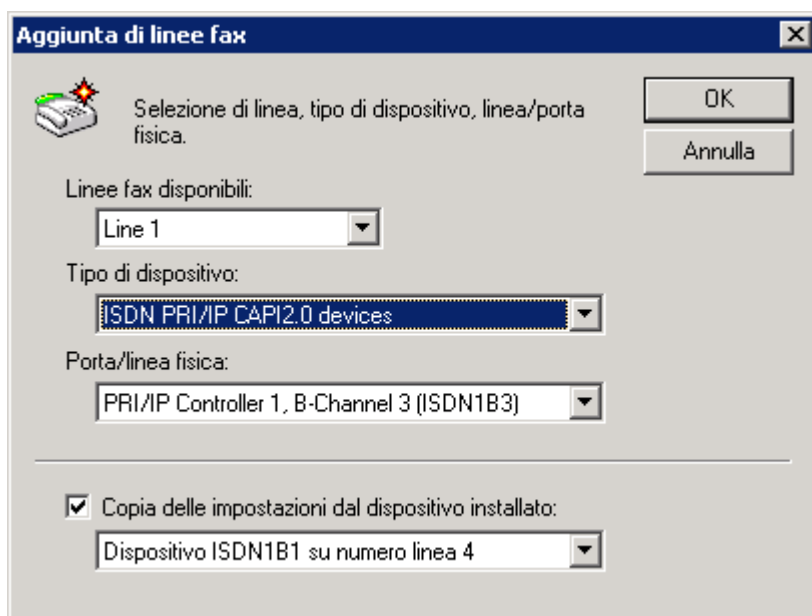 Aggiunta di linee fax
Selezione di linea, tipo di dispositivo, linea/porta
fisica.
OK
Annulla
Linee fax disponibili:
Line 1
Tipo di dispositivo:
ISDN PRI/IP CAPI2.0 devices
Porta/linea fisica:
PRI/IP Controller 1, B-Channel 3 (ISDN1B3)
Copia delle impostazioni dal dispositivo installato:
Dispositivo ISDN1B1 su numero linea 4